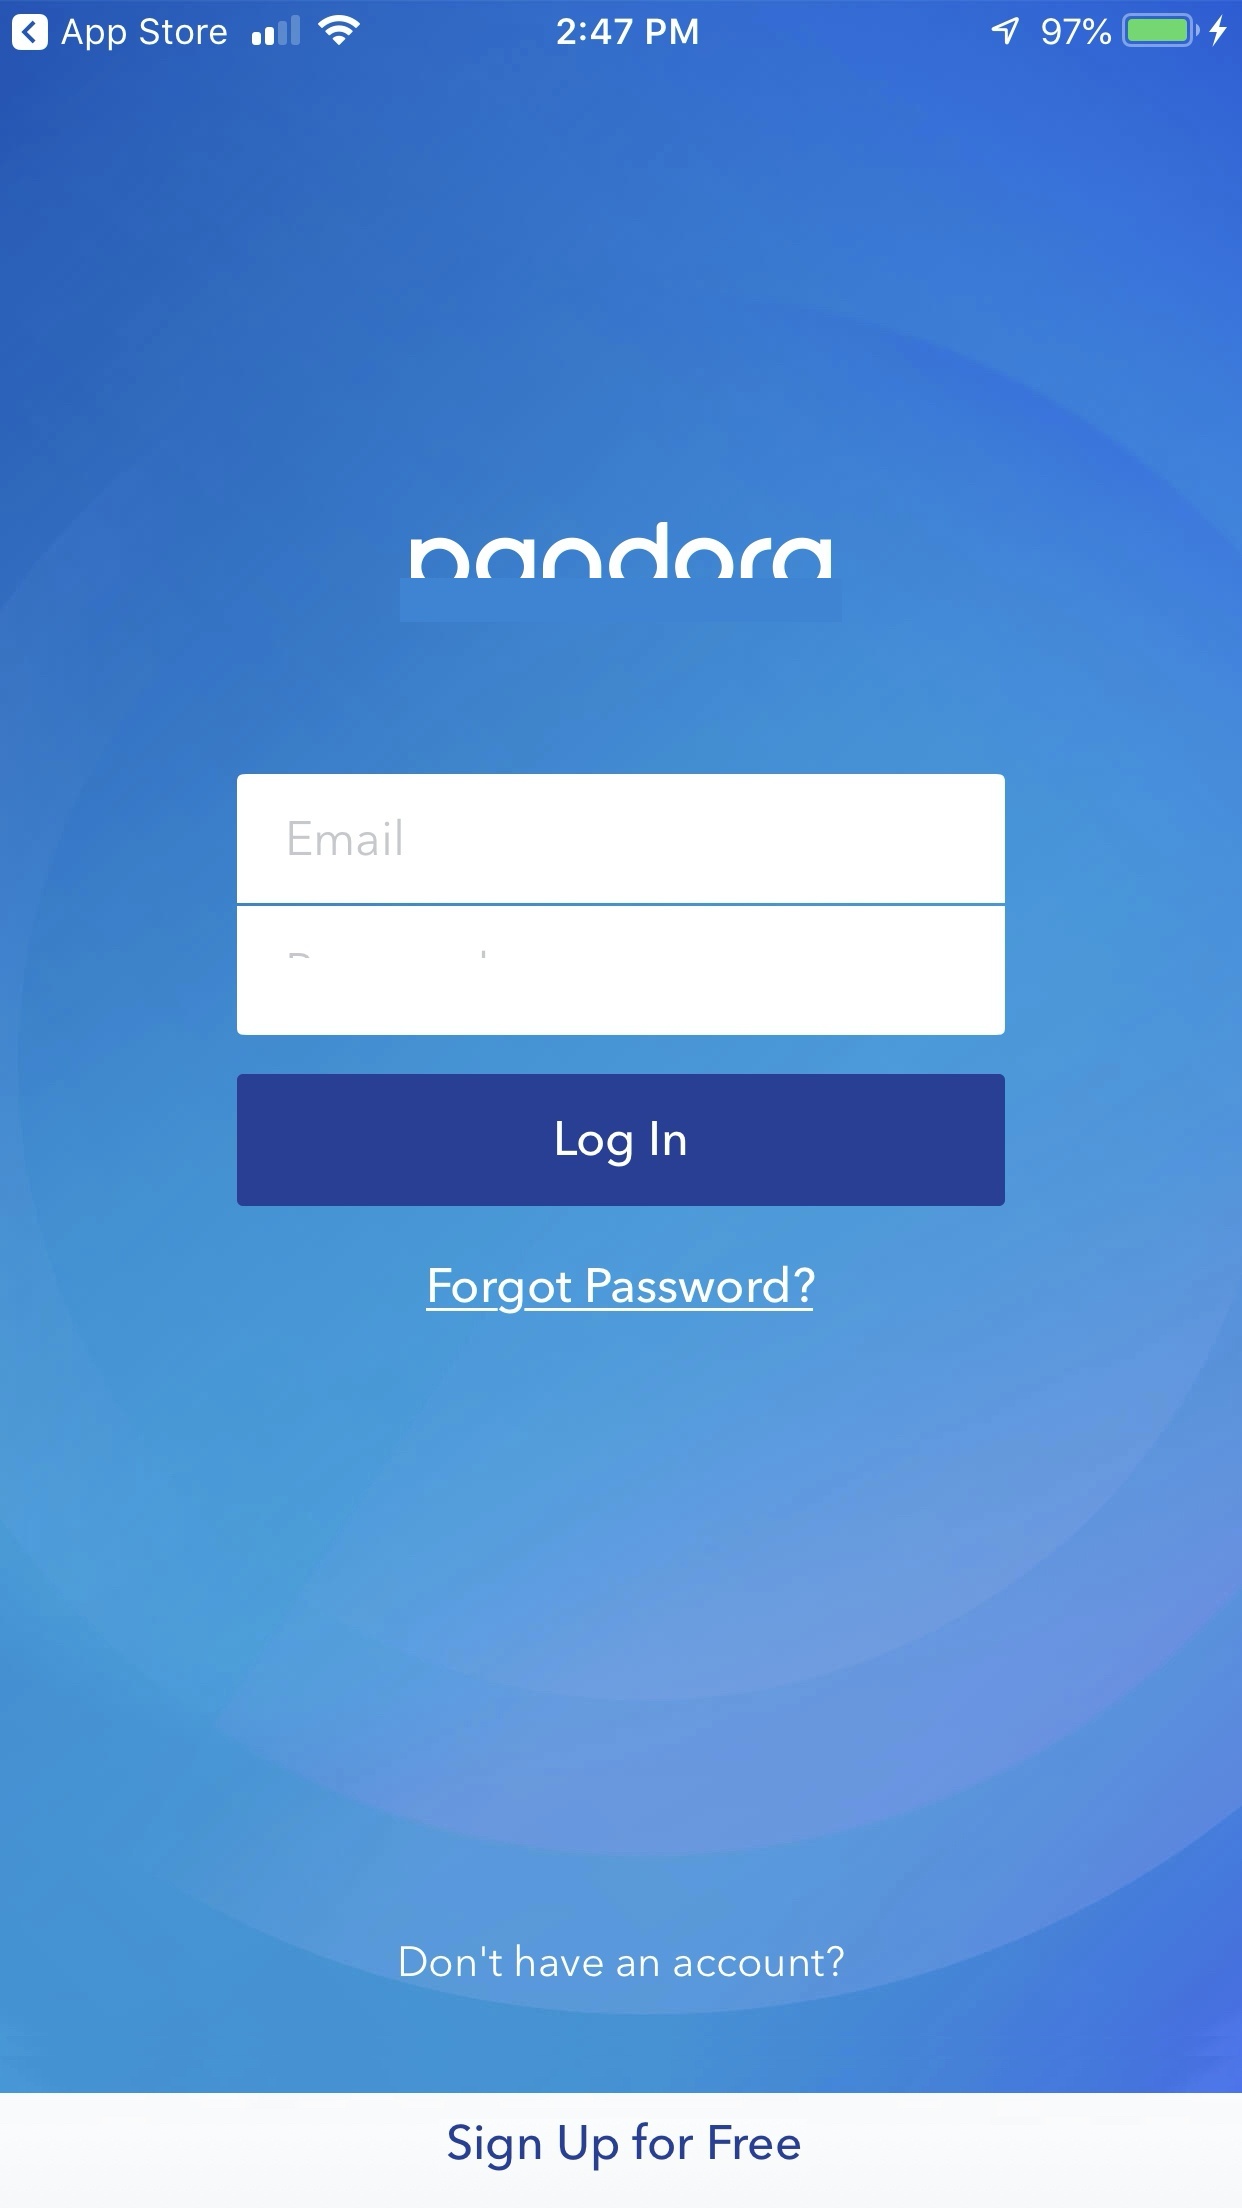 App Store
2:47 PM
97%
pandora
Email
Log In
Forgot Password?
Don't have an account?
Sign Up for Free